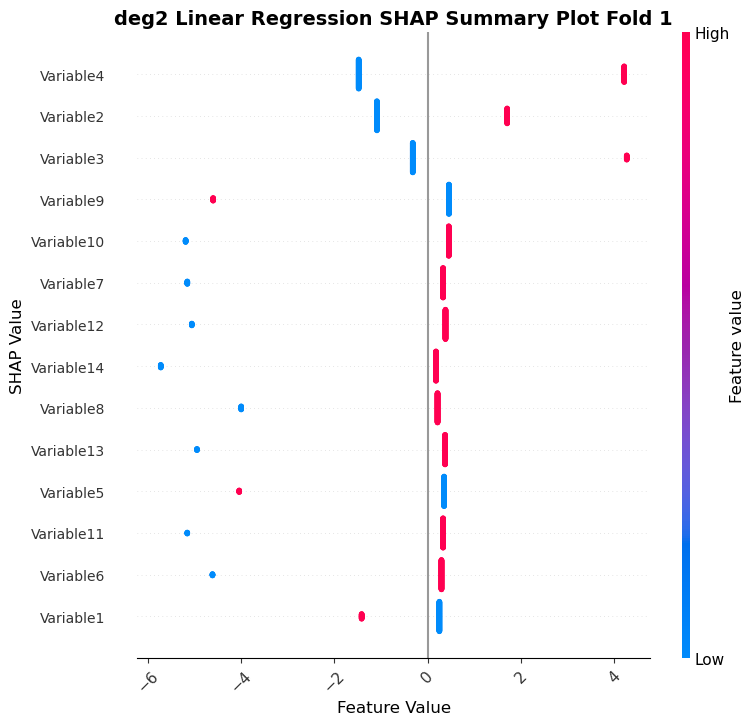 deg2 Linear Regression SHAP Summary Plot Fold 1
High
Variable4
Variable2
Variable3
Variable9
Variable10
Variable7
Variable12
Variable14
Variable8
Variable13
Variable5
Variable11
Variable6
Variable1
SHAP Value
Feature value
Low
−6
−4
−2
0
2
4
Feature Value